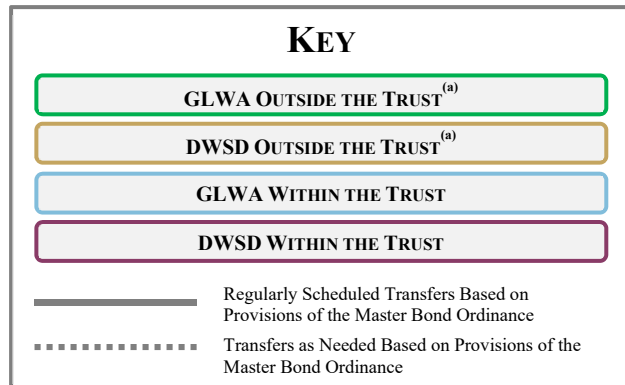 KEY
GLWA OUTSIDE THE TRUST(a)
DWSD OUTSIDE THE TRUST(a)
GLWA WITHIN THE TRUST
DWSD WITHIN THE TRUST
Regularly Scheduled Transfers Based on
Provisions of the Master Bond Ordinance
Transfers as Needed Based on Provisions of the
Master Bond Ordinance